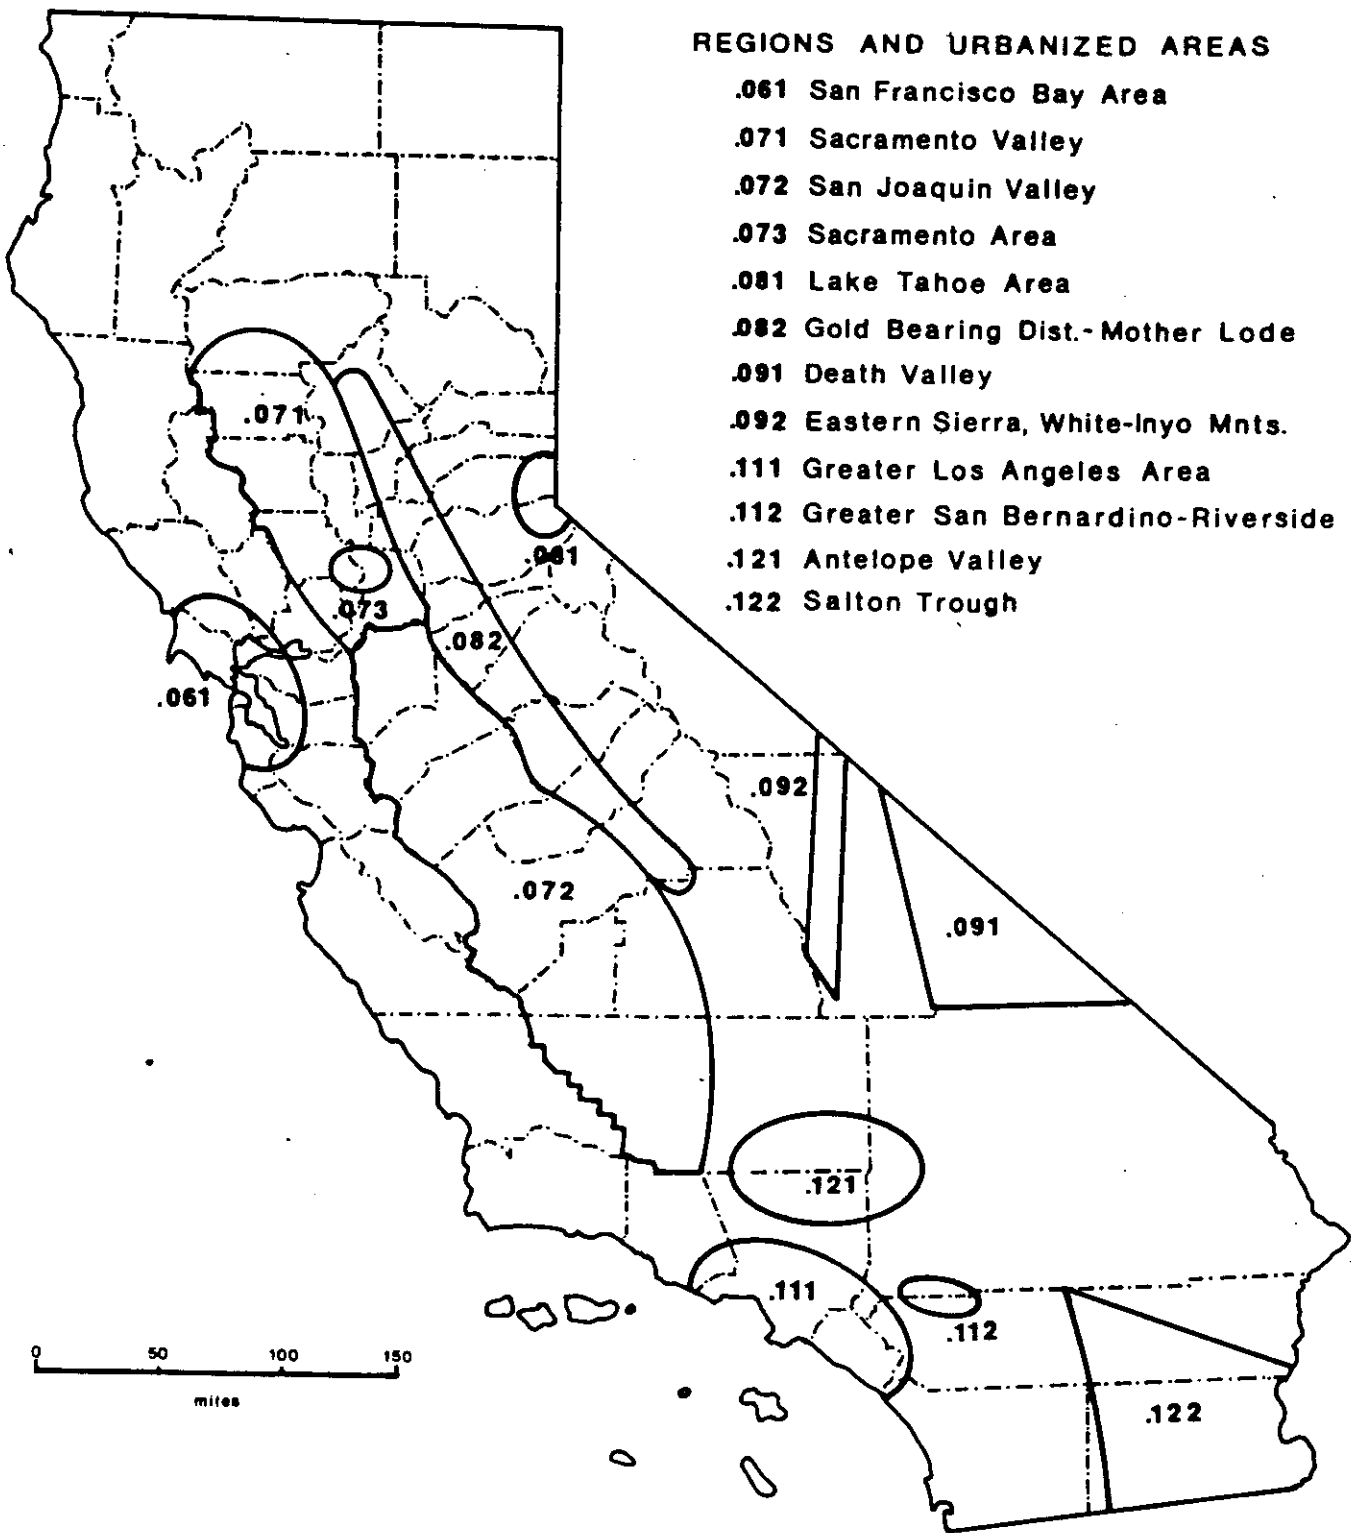 REGIONS AND URBANIZED AREAS
.061 San Francisco Bay Area
.071 Sacramento Valley
.072 San Joaquin Valley
.073 Sacramento Area
.081 Lake Tahoe Area
.082 Gold Bearing Dist.-Mother Lode
.091 Death Valley
.092 Eastern Sierra, White-Inyo Mnts.
.111 Greater Los Angeles Area
.112 Greater San Bernardino-Riverside
.121 Antelope Valley
.122 Salton Trough
.071
.081
.073
.082
.061
.092
.072
.091
.121
.111
.112
.122
0 50 100 150
miles